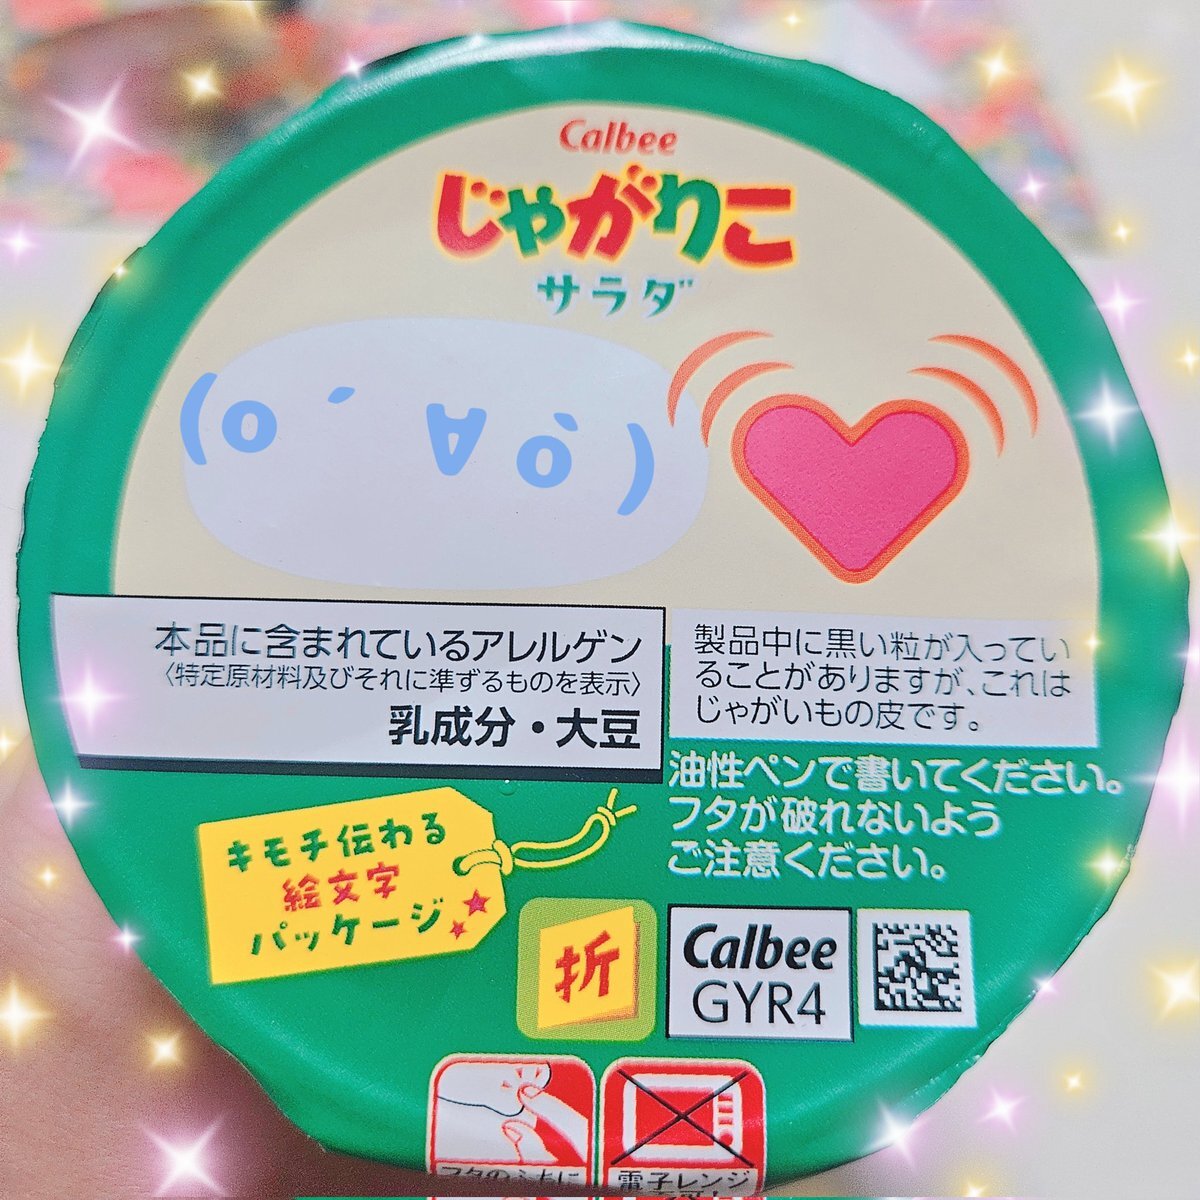 Calbee
じゃがりこ
サラダ
(o´∀ò)
本品に含まれているアレルゲン
〈特定原材料及びそれに準ずるものを表示〉
乳成分・大豆
製品中に黒い粒が入ってい
ることがありますが、これは
じゃがいもの皮です。
油性ペンで書いてください。
フタが破れないよう
ご注意ください。
キモチ伝わる
絵文字
パッケージ
折
Calbee
GYR4
電子レンジ